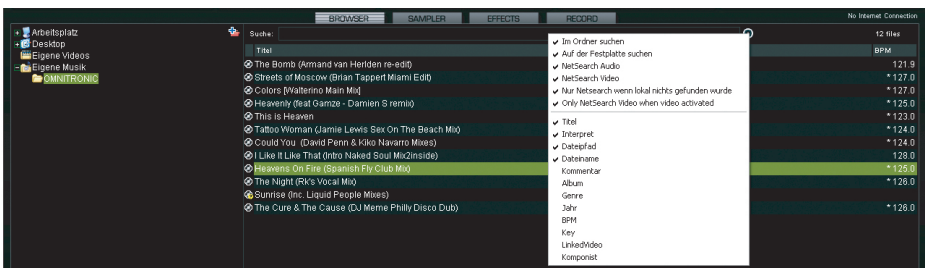 BROWSER SAMPLER EFFECTS RECORD No Internet Connection
Arbeitsplatz
Desktop
Eigene Videos
Eigene Musik
OMNITRONIC
Suche: 12 files
Titel BPM
The Bomb (Armand van Herlden re-edit) 121.9
Streets of Moscow (Brian Tappert Miami Edit) * 127.0
Colors [Walterino Main Mix] * 127.0
Heavenly (feat Gamze - Damien S remix) * 125.0
This is Heaven * 123.0
Tattoo Woman (Jamie Lewis Sex On The Beach Mix) * 124.0
Could You (David Penn & Kiko Navarro Mixes) * 124.0
I Like It Like That (Intro Naked Soul Mix2inside) 128.0
Heavens On Fire (Spanish Fly Club Mix) * 125.0
The Night (Rk's Vocal Mix) * 126.0
Sunrise (Inc. Liquid People Mixes)
The Cure & The Cause (DJ Meme Philly Disco Dub) * 126.0
Im Ordner suchen
Auf der Festplatte suchen
NetSearch Audio
NetSearch Video
Nur Netsearch wenn lokal nichts gefunden wurde
Only NetSearch Video when video activated
Titel
Interpret
Dateipfad
Dateiname
Kommentar
Album
Genre
Jahr
BPM
Key
LinkedVideo
Komponist